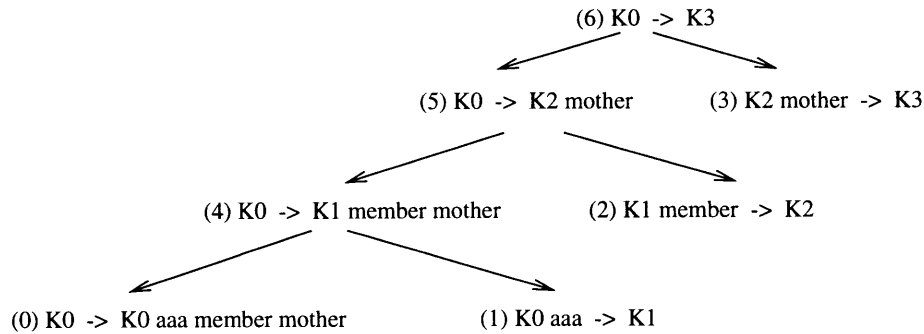 (6) K0 -> K3
(5) K0 -> K2 mother
(3) K2 mother -> K3
(4) K0 -> K1 member mother
(2) K1 member -> K2
(0) K0 -> K0 aaa member mother
(1) K0 aaa -> K1